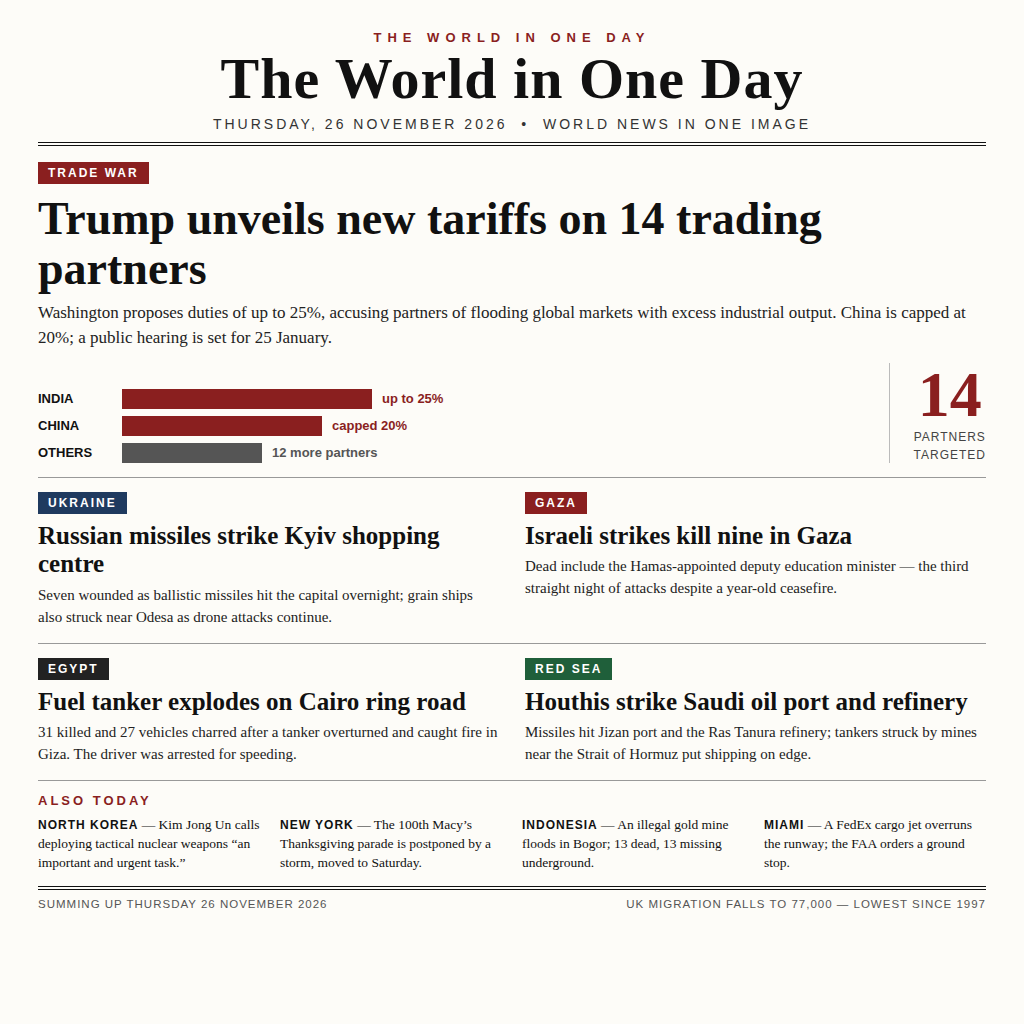 THE WORLD IN ONE DAY
The World in One Day
THURSDAY, 26 NOVEMBER 2026 • WORLD NEWS IN ONE IMAGE
TRADE WAR
Trump unveils new tariffs on 14 trading
partners
Washington proposes duties of up to 25%, accusing partners of flooding global markets with excess industrial output. China is capped at
20%; a public hearing is set for 25 January.
INDIA up to 25%
CHINA capped 20%
OTHERS 12 more partners
14
PARTNERS
TARGETED
UKRAINE
Russian missiles strike Kyiv shopping
centre
Seven wounded as ballistic missiles hit the capital overnight; grain ships
also struck near Odesa as drone attacks continue.
GAZA
Israeli strikes kill nine in Gaza
Dead include the Hamas-appointed deputy education minister — the third
straight night of attacks despite a year-old ceasefire.
EGYPT
Fuel tanker explodes on Cairo ring road
31 killed and 27 vehicles charred after a tanker overturned and caught fire in
Giza. The driver was arrested for speeding.
RED SEA
Houthis strike Saudi oil port and refinery
Missiles hit Jizan port and the Ras Tanura refinery; tankers struck by mines
near the Strait of Hormuz put shipping on edge.
ALSO TODAY
NORTH KOREA — Kim Jong Un calls
deploying tactical nuclear weapons “an
important and urgent task.”
NEW YORK — The 100th Macy’s
Thanksgiving parade is postponed by a
storm, moved to Saturday.
INDONESIA — An illegal gold mine
floods in Bogor; 13 dead, 13 missing
underground.
MIAMI — A FedEx cargo jet overruns
the runway; the FAA orders a ground
stop.
SUMMING UP THURSDAY 26 NOVEMBER 2026
UK MIGRATION FALLS TO 77,000 — LOWEST SINCE 1997